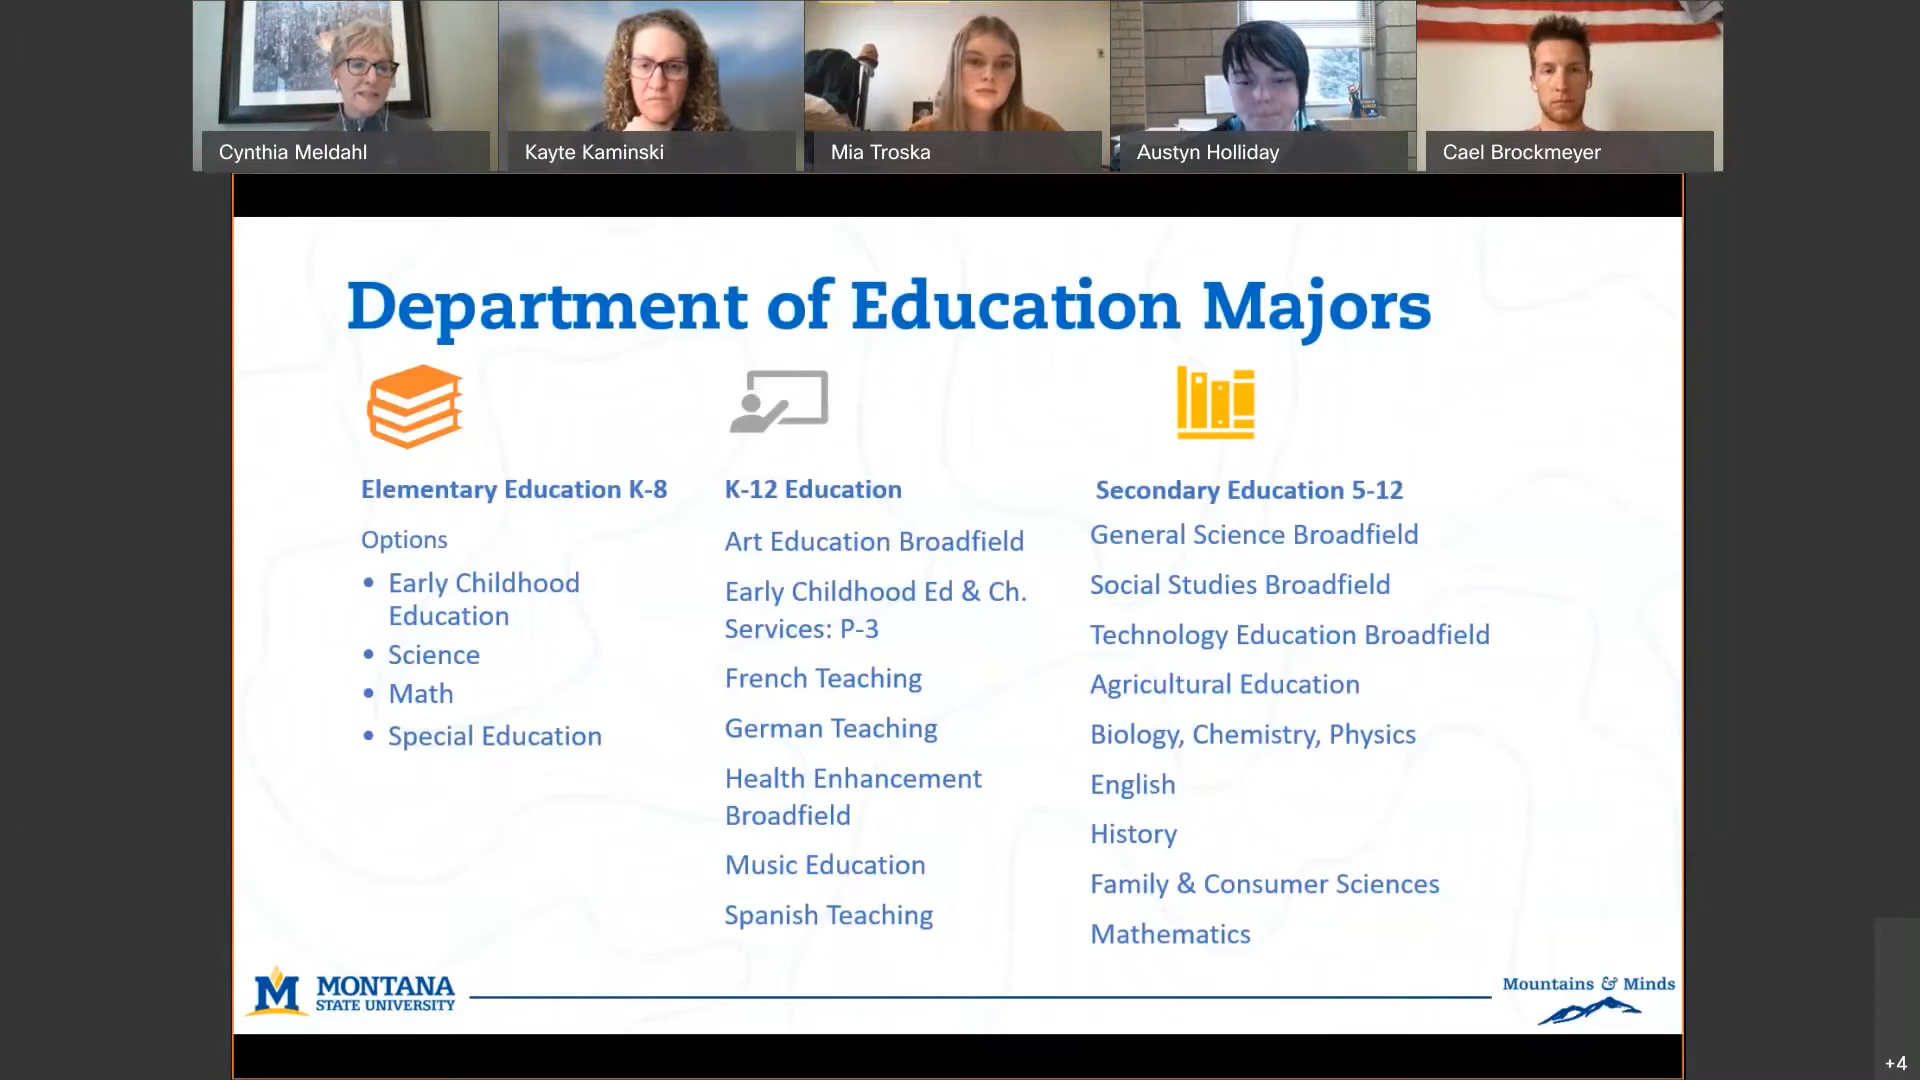 Cynthia Meldahl
Kayte Kaminski
Mia Troska
Austyn Holliday
Cael Brockmeyer
Department of Education Majors
Elementary Education K-8
Options
• Early Childhood
Education
• Science
• Math
• Special Education
K-12 Education
Art Education Broadfield
Early Childhood Ed & Ch.
Services: P-3
French Teaching
German Teaching
Health Enhancement
Broadfield
Music Education
Spanish Teaching
Secondary Education 5-12
General Science Broadfield
Social Studies Broadfield
Technology Education Broadfield
Agricultural Education
Biology, Chemistry, Physics
English
History
Family & Consumer Sciences
Mathematics
M MONTANA
STATE UNIVERSITY
Mountains & Minds
+4